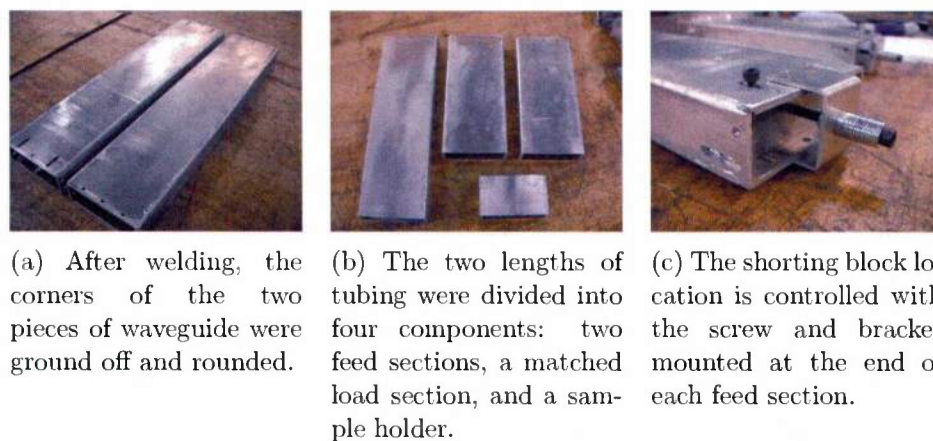 (a) After welding, the
corners of the two
pieces of waveguide were
ground off and rounded.
(b) The two lengths of
tubing were divided into
four components: two
feed sections, a matched
load section, and a sam-
ple holder.
(c) The shorting block lo-
cation is controlled with
the screw and bracke
mounted at the end o
each feed section.